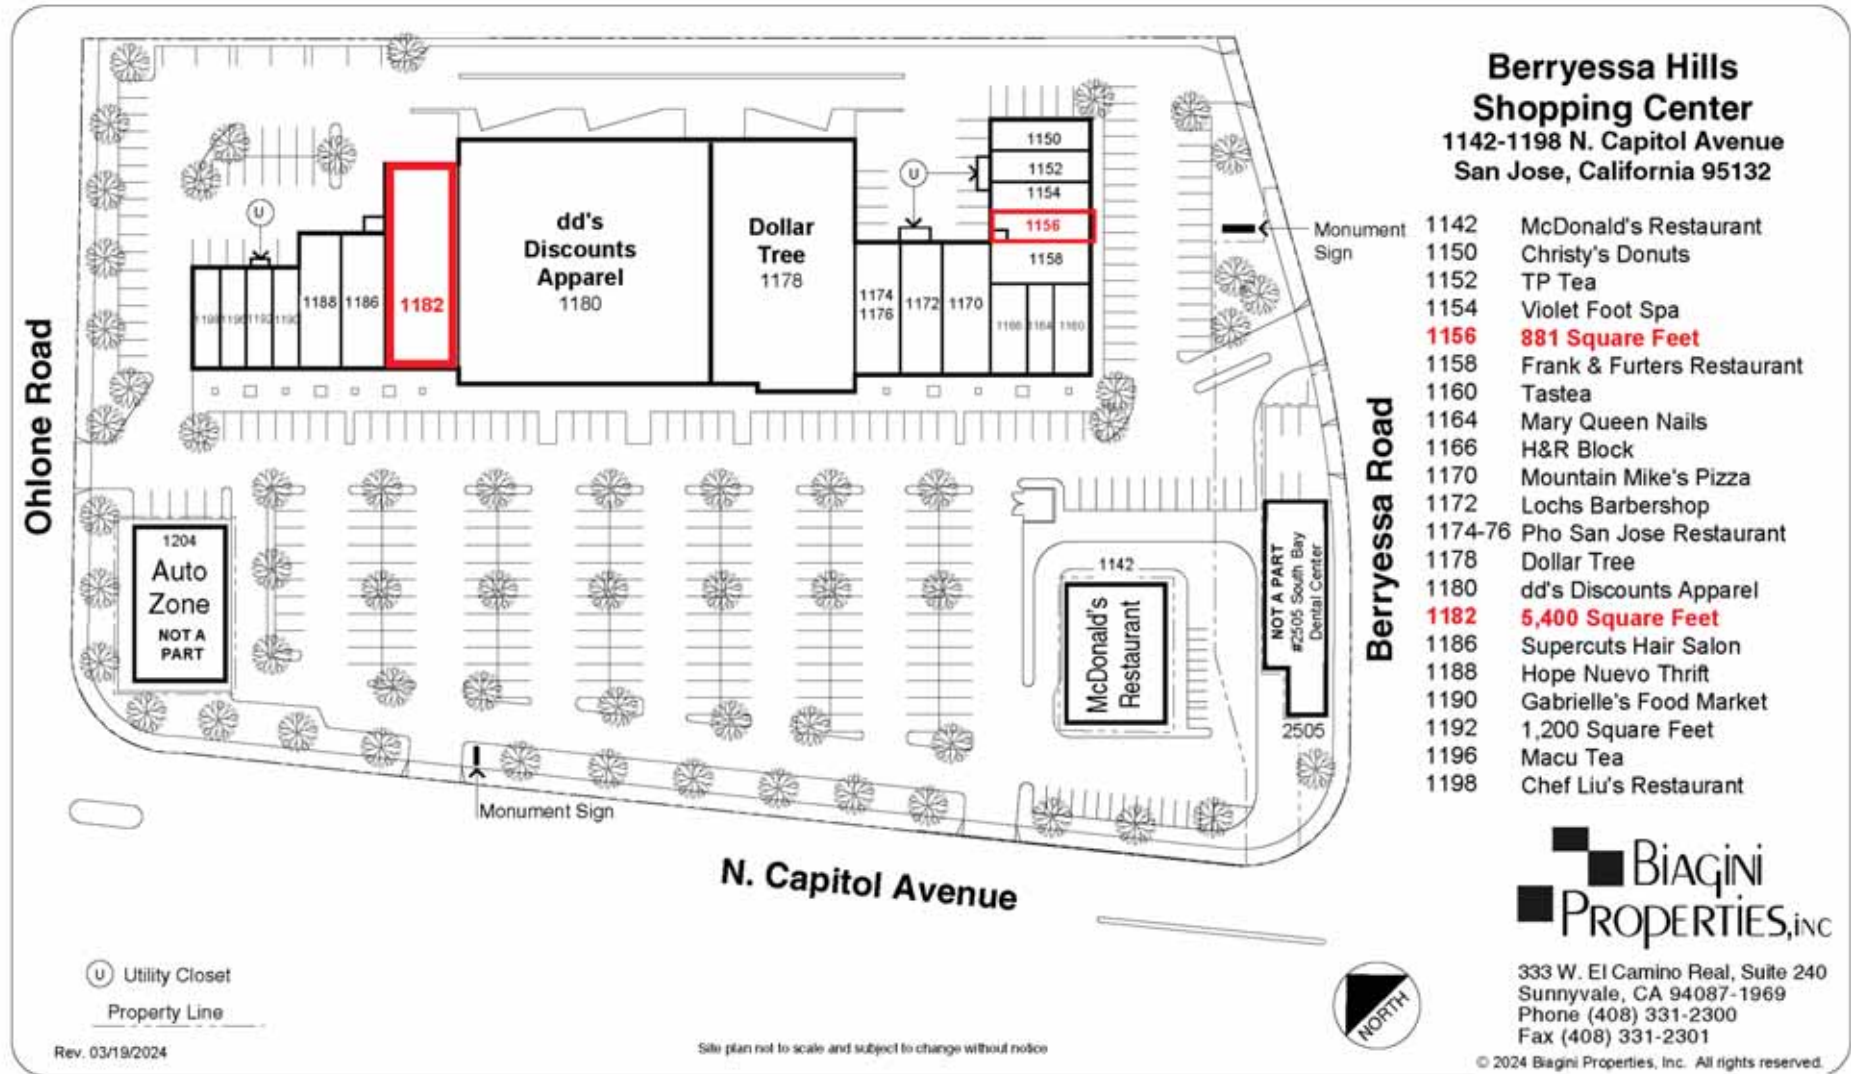 Berryessa Hills
Shopping Center
1142-1198 N. Capitol Avenue
San Jose, California 95132
1142 McDonald's Restaurant
1150 Christy's Donuts
1152 TP Tea
1154 Violet Foot Spa
1156 881 Square Feet
1158 Frank & Furters Restaurant
1160 Tastea
1164 Mary Queen Nails
1166 H&R Block
1170 Mountain Mike's Pizza
1172 Lochs Barbershop
1174-76 Pho San Jose Restaurant
1178 Dollar Tree
1180 dd's Discounts Apparel
1182 5,400 Square Feet
1186 Supercuts Hair Salon
1188 Hope Nuevo Thrift
1190 Gabrielle's Food Market
1192 1,200 Square Feet
1196 Macu Tea
1198 Chef Liu's Restaurant
Monument
Sign
1150
1152
1154
1156
1158
U
U
dd's
Discounts
Apparel
1180
Dollar
Tree
1178
1198 1196 1192 1190
1188 1186
1182
1174
1176
1172
1170
1166 1164 1160
Ohlone Road
Berryessa Road
1204
Auto
Zone
NOT A
PART
1142
McDonald's
Restaurant
NOT A PART
#2505 South Bay
Dental Center
2505
Monument Sign
N. Capitol Avenue
U Utility Closet
Property Line
Rev. 03/19/2024
Site plan not to scale and subject to change without notice
NORTH
BIAGINI
PROPERTIES, INC
333 W. El Camino Real, Suite 240
Sunnyvale, CA 94087-1969
Phone (408) 331-2300
Fax (408) 331-2301
© 2024 Biagini Properties, Inc. All rights reserved.